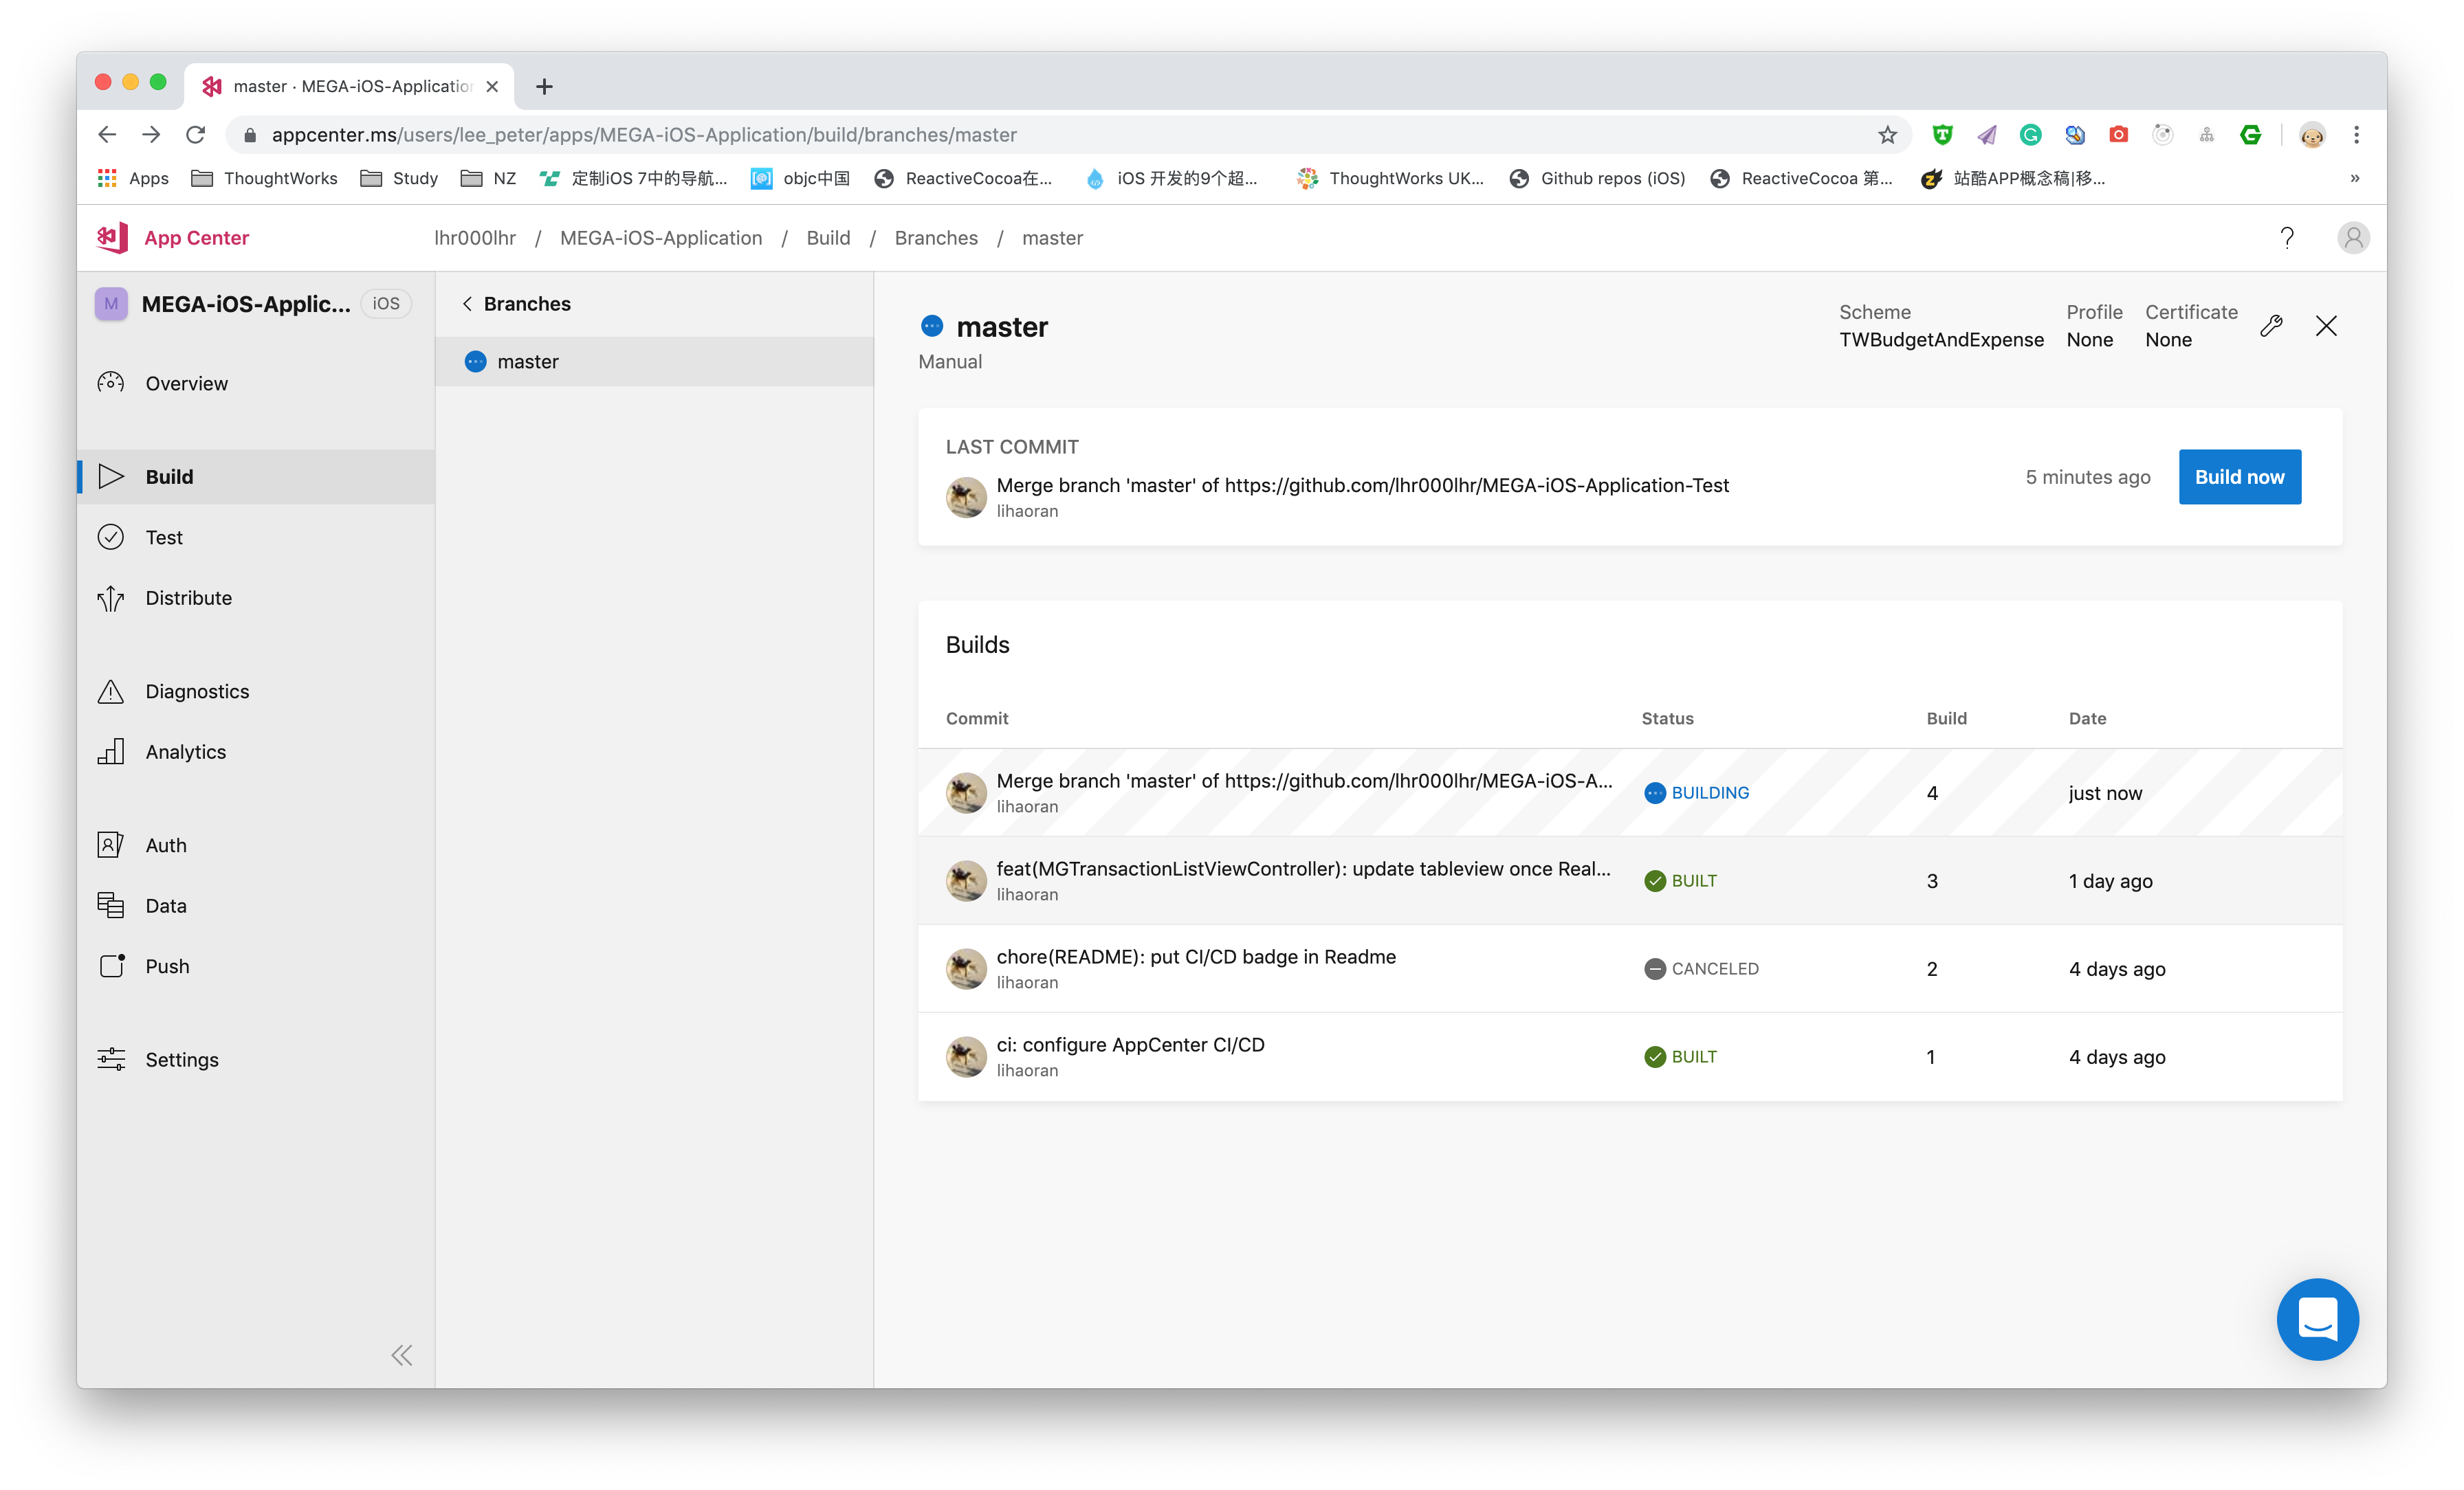 master · MEGA-iOS-Application
appcenter.ms/users/lee_peter/apps/MEGA-iOS-Application/build/branches/master
Apps ThoughtWorks Study NZ 定制iOS 7中的导航... objc中国 ReactiveCocoa在... iOS 开发的9个超... ThoughtWorks UK... Github repos (iOS) ReactiveCocoa 第... 站酷APP概念稿|移... »
App Center lhr000lhr / MEGA-iOS-Application / Build / Branches / master ?
M MEGA-iOS-Applic... iOS
Overview
Build
Test
Distribute
Diagnostics
Analytics
Auth
Data
Push
Settings
Branches
master
master
Manual
Scheme Profile Certificate
TWBudgetAndExpense None None
LAST COMMIT
Merge branch 'master' of https://github.com/lhr000lhr/MEGA-iOS-Application-Test
lihaoran
5 minutes ago Build now
Builds
Commit Status Build Date
Merge branch 'master' of https://github.com/lhr000lhr/MEGA-iOS-A...
lihaoran
BUILDING 4 just now
feat(MGTransactionListViewController): update tableview once Real...
lihaoran
BUILT 3 1 day ago
chore(README): put CI/CD badge in Readme
lihaoran
CANCELED 2 4 days ago
ci: configure AppCenter CI/CD
lihaoran
BUILT 1 4 days ago